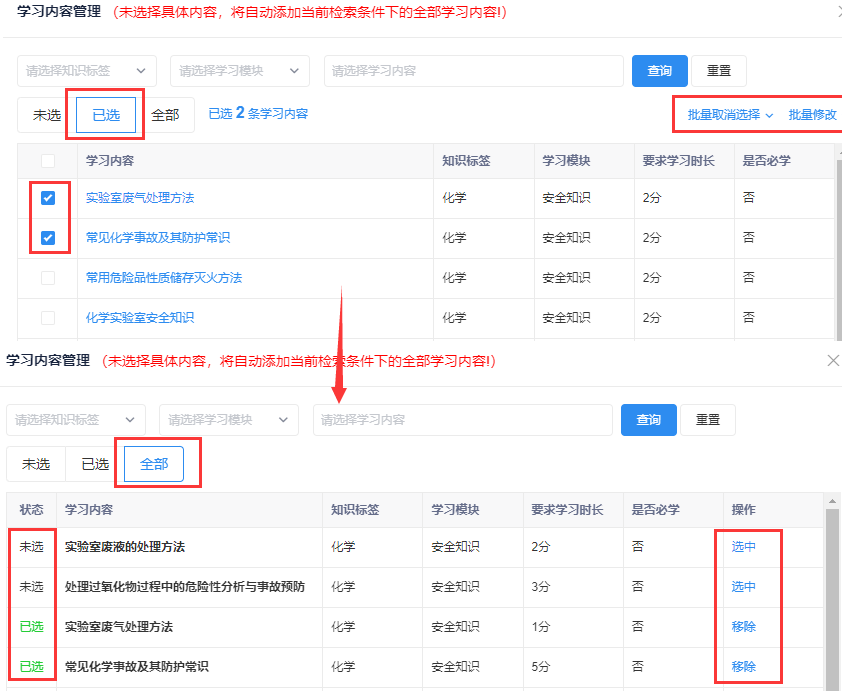 学习内容管理 (未选择具体内容，将自动添加当前检索条件下的全部学习内容!)
请选择知识标签 请选择学习模块 请选择学习内容 查询 重置
未选 已选 全部 已选 2 条学习内容 批量取消选择 批量修改
学习内容 知识标签 学习模块 要求学习时长 是否必学
实验室废气处理方法 化学 安全知识 2分 否
常见化学事故及其防护常识 化学 安全知识 2分 否
常用危险品性质储存灭火方法 化学 安全知识 2分 否
化学实验室安全知识 化学 安全知识 2分 否
学习内容管理 (未选择具体内容，将自动添加当前检索条件下的全部学习内容!)
请选择知识标签 请选择学习模块 请选择学习内容 查询 重置
未选 已选 全部
状态 学习内容 知识标签 学习模块 要求学习时长 是否必学 操作
未选 实验室废液的处理方法 化学 安全知识 2分 否 选中
未选 处理过氧化物过程中的危险性分析与事故预防 化学 安全知识 3分 否 选中
已选 实验室废气处理方法 化学 安全知识 1分 否 移除
已选 常见化学事故及其防护常识 化学 安全知识 5分 否 移除